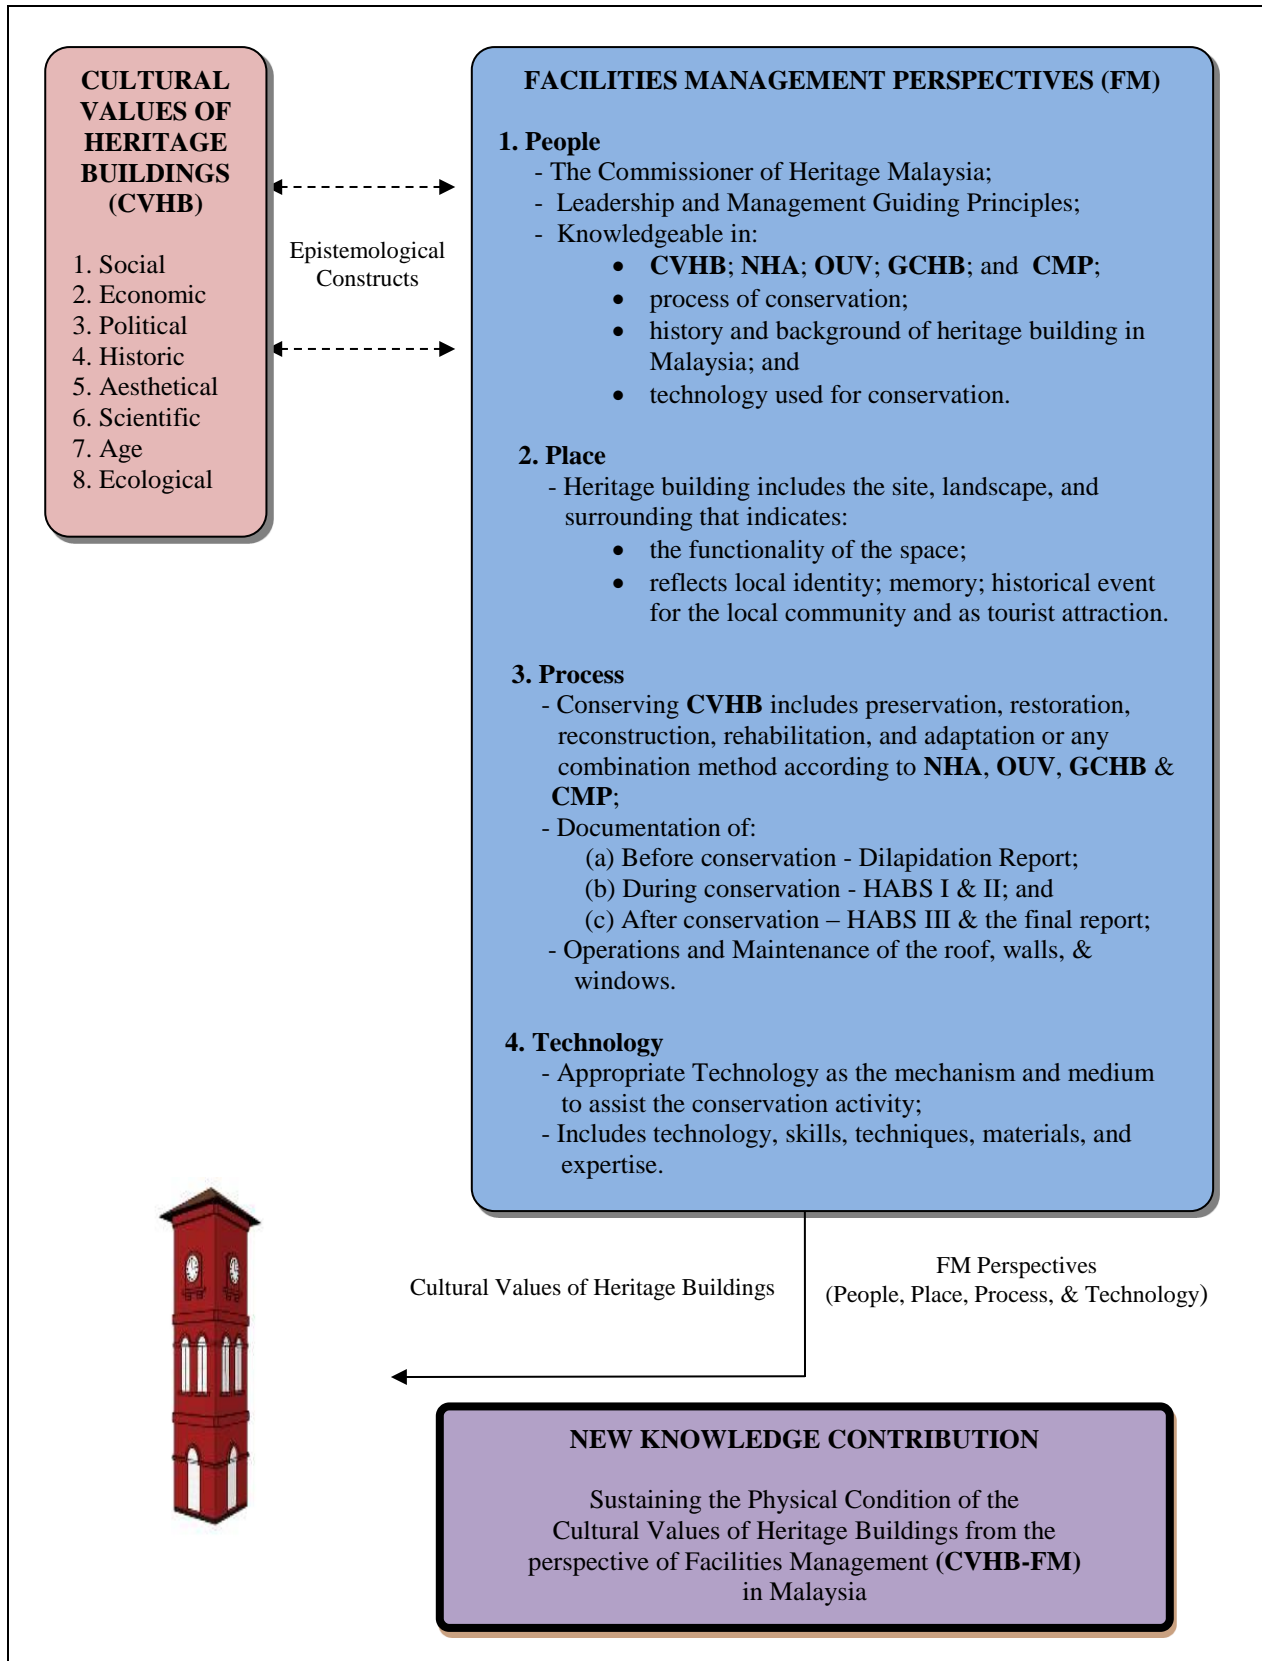 CULTURAL
VALUES OF
HERITAGE
BUILDINGS
(CVHB)
1. Social
2. Economic
3. Political
4. Historic
5. Aesthetical
6. Scientific
7. Age
8. Ecological
Epistemological
Constructs
FACILITIES MANAGEMENT PERSPECTIVES (FM)
1. People
- The Commissioner of Heritage Malaysia;
- Leadership and Management Guiding Principles;
- Knowledgeable in:
• CVHB; NHA; OUV; GCHB; and CMP;
• process of conservation;
• history and background of heritage building in
Malaysia; and
• technology used for conservation.
2. Place
- Heritage building includes the site, landscape, and
surrounding that indicates:
• the functionality of the space;
• reflects local identity; memory; historical event
for the local community and as tourist attraction.
3. Process
- Conserving CVHB includes preservation, restoration,
reconstruction, rehabilitation, and adaptation or any
combination method according to NHA, OUV, GCHB &
CMP;
- Documentation of:
(a) Before conservation - Dilapidation Report;
(b) During conservation - HABS I & II; and
(c) After conservation – HABS III & the final report;
- Operations and Maintenance of the roof, walls, &
windows.
4. Technology
- Appropriate Technology as the mechanism and medium
to assist the conservation activity;
- Includes technology, skills, techniques, materials, and
expertise.
Cultural Values of Heritage Buildings
FM Perspectives
(People, Place, Process, & Technology)
NEW KNOWLEDGE CONTRIBUTION
Sustaining the Physical Condition of the
Cultural Values of Heritage Buildings from the
perspective of Facilities Management (CVHB-FM)
in Malaysia